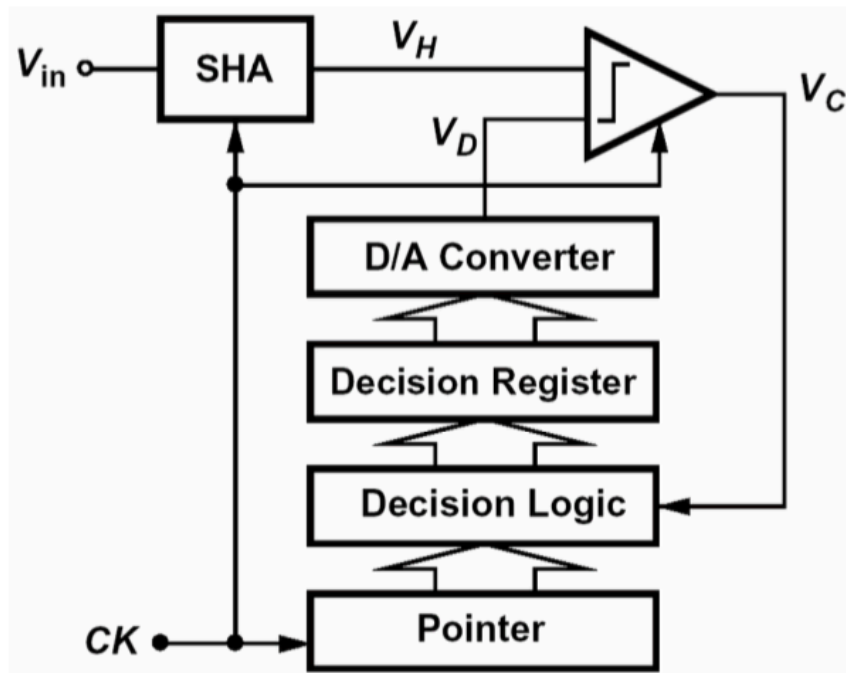 V_in
SHA
V_H
V_D
V_C
D/A Converter
Decision Register
Decision Logic
Pointer
CK